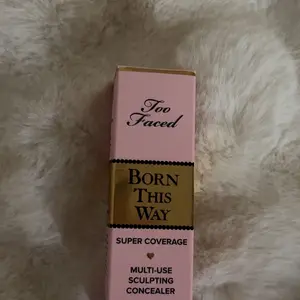 Too
Faced
BORN
THIS
WAY
SUPER COVERAGE
MULTI-USE
SCULPTING
CONCEALER